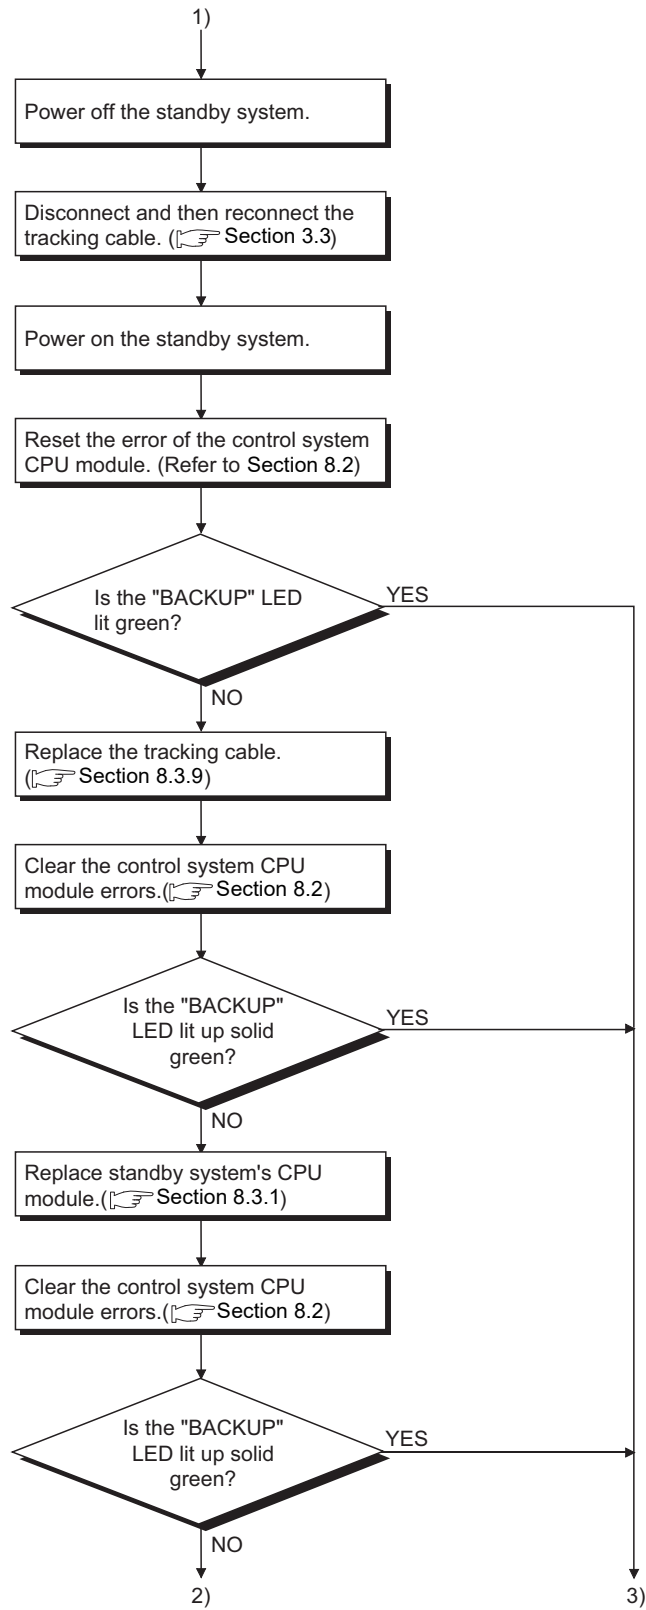 1)
Power off the standby system.
Disconnect and then reconnect the
tracking cable. ( Section 3.3)
Power on the standby system.
Reset the error of the control system
CPU module. (Refer to Section 8.2)
Is the "BACKUP" LED
lit green?
YES
NO
Replace the tracking cable.
( Section 8.3.9)
Clear the control system CPU
module errors.( Section 8.2)
Is the "BACKUP"
LED lit up solid
green?
YES
NO
Replace standby system's CPU
module.( Section 8.3.1)
Clear the control system CPU
module errors.( Section 8.2)
Is the "BACKUP"
LED lit up solid
green?
YES
NO
2)
3)